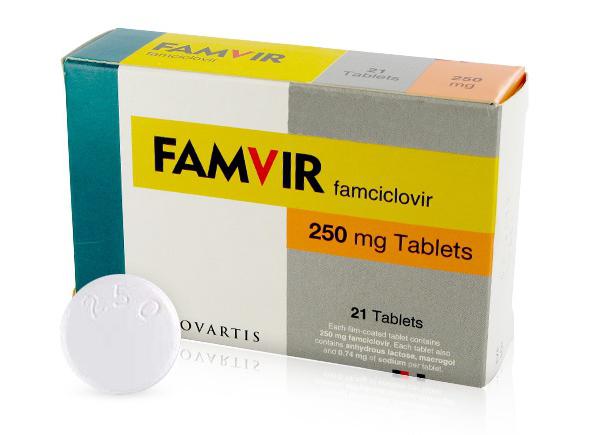 FAMVIR
famciclovir
21
Tablets
250
mg
FAMVIR famciclovir
250 mg Tablets
21 Tablets
Each film-coated tablet contains
250 mg famciclovir. Each tablet also
contains anhydrous lactose, macrogol
and 0.74 mg of sodium per tablet.
OVARTIS
250